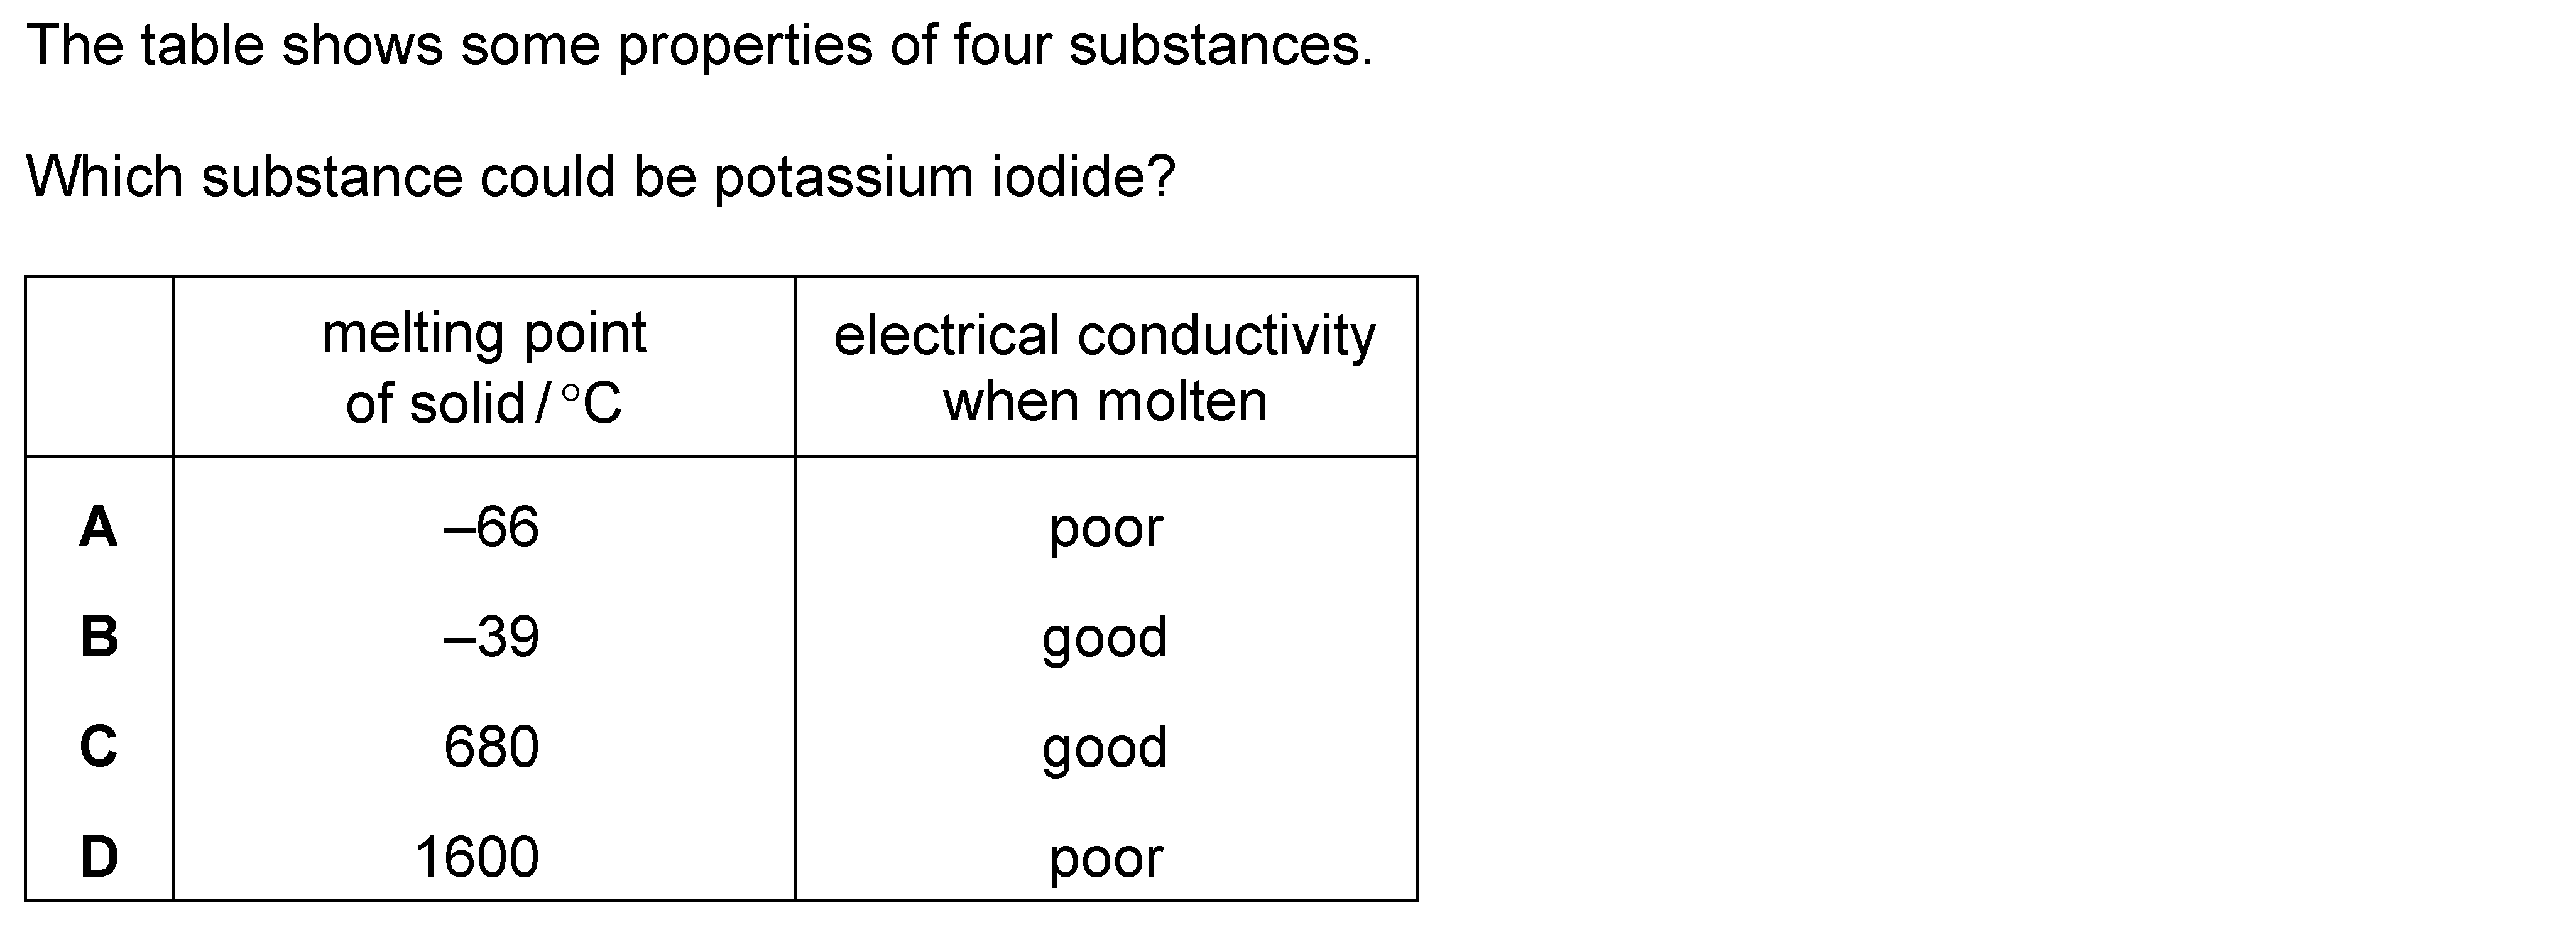 The table shows some properties of four substances.
Which substance could be potassium iodide?
melting point
of solid / °C
electrical conductivity
when molten
A –66 poor
B –39 good
C 680 good
D 1600 poor